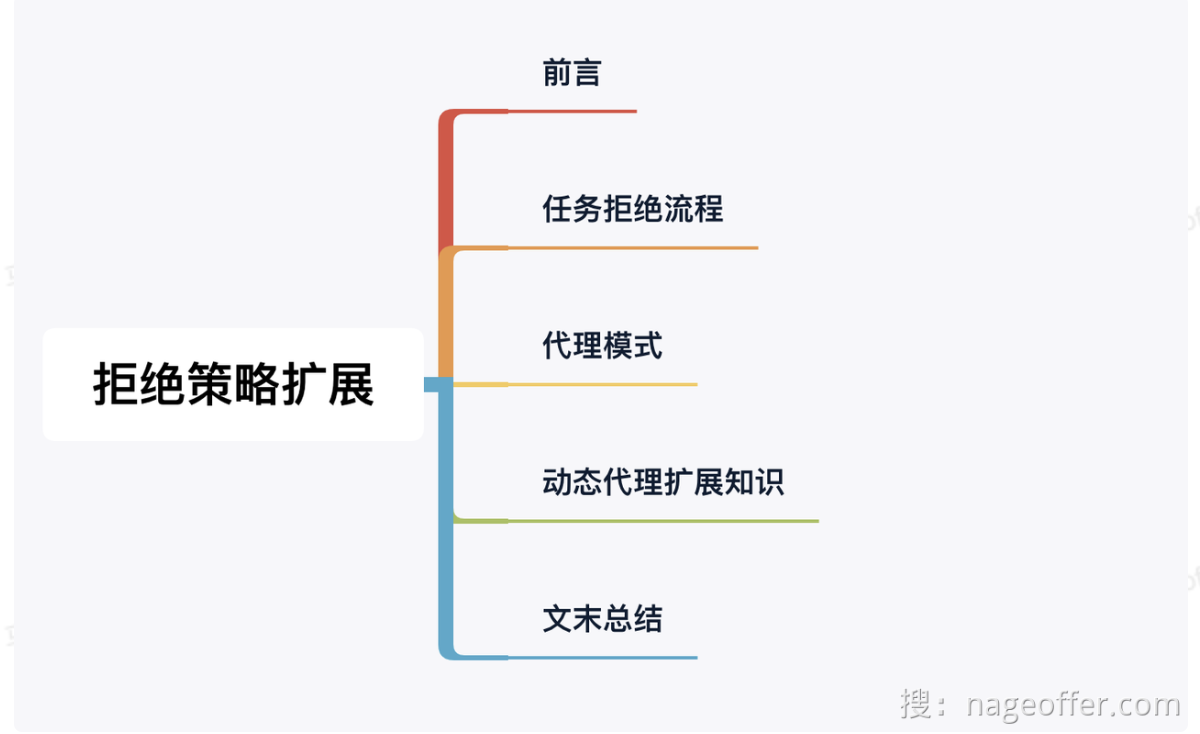 前言
任务拒绝流程
代理模式
拒绝策略扩展
动态代理扩展知识
文末总结
搜：nageoffer.com